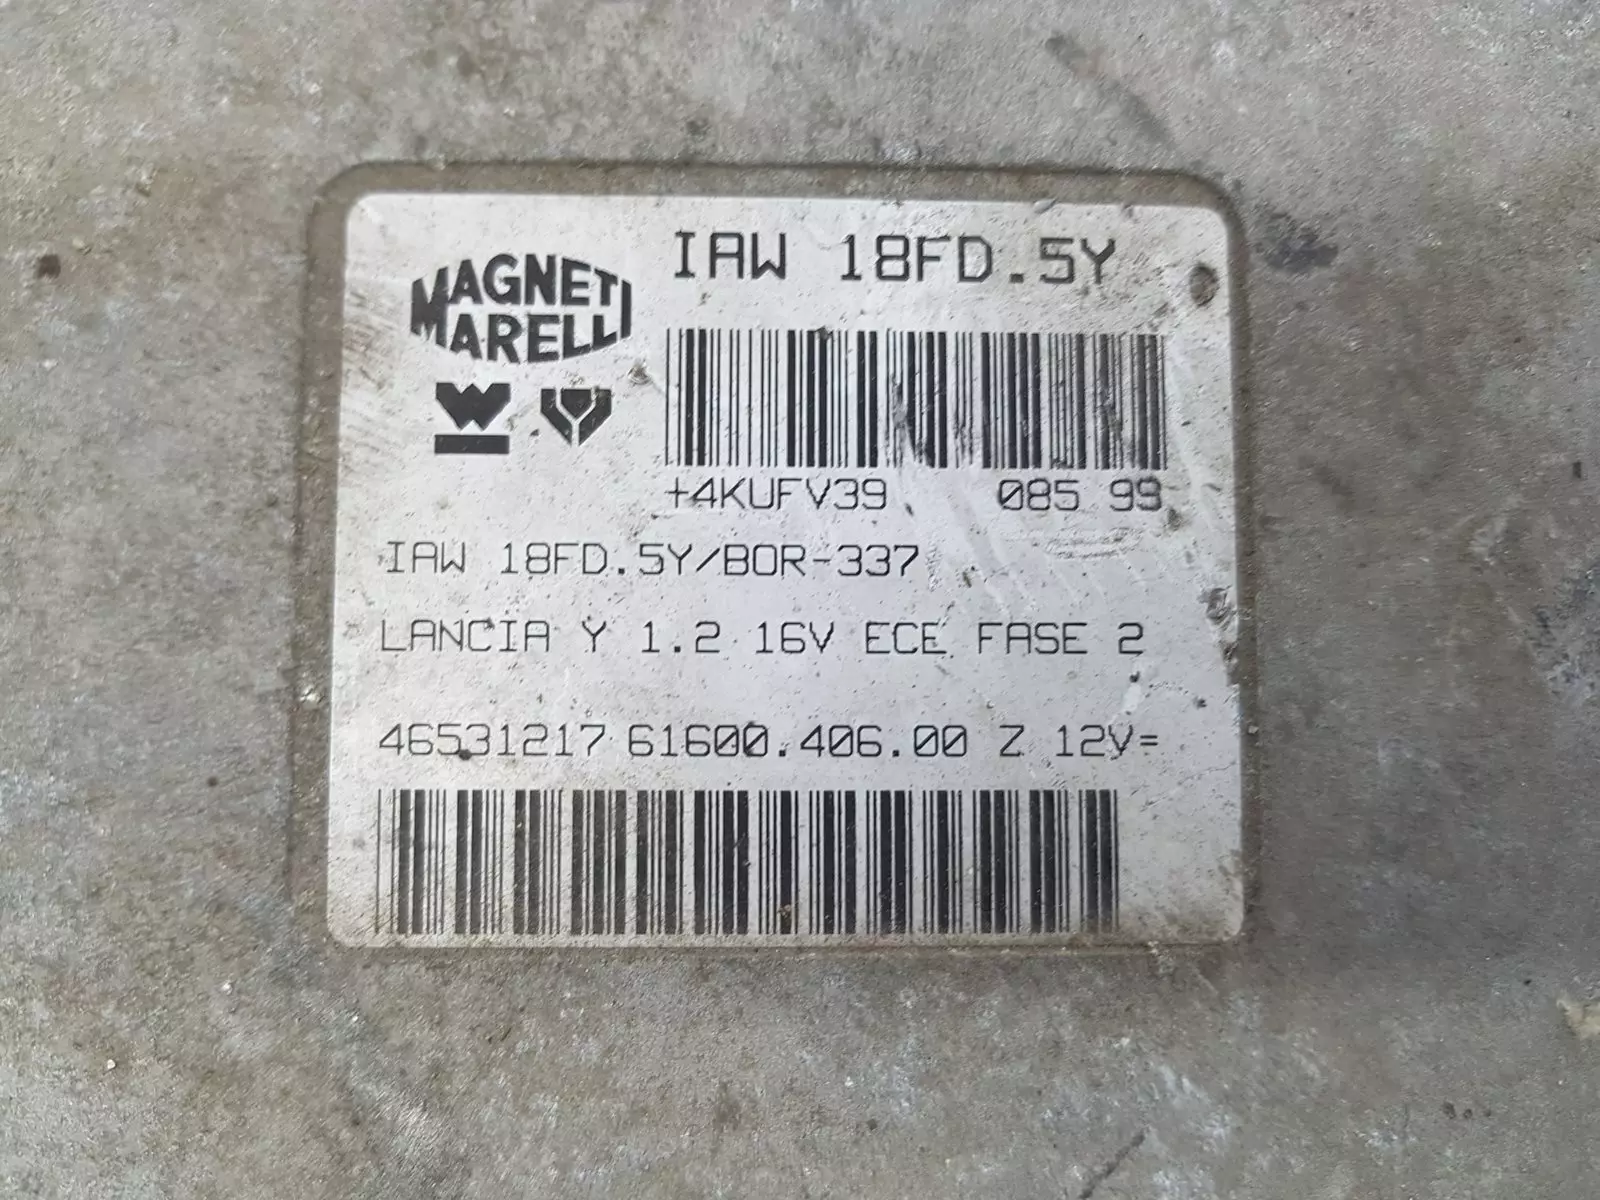 MAGNETI
MARELLI
IAW 18FD.5Y
+4KUFV39 085 99
IAW 18FD.5Y/BOR-337
LANCIA Y 1.2 16V ECE FASE 2
46531217 61600.406.00 Z 12V=